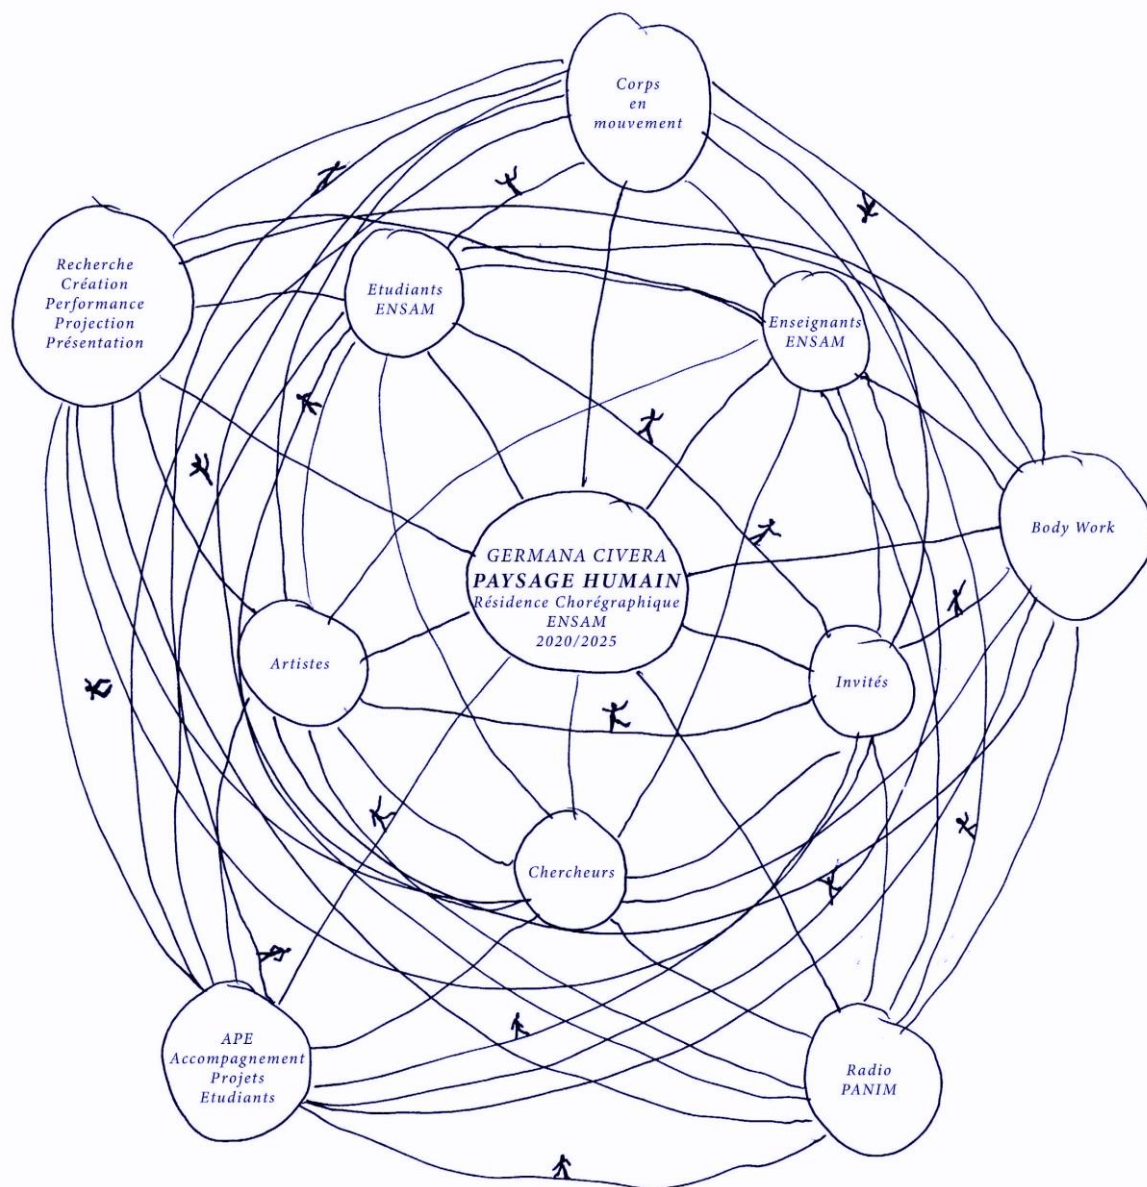 Corps
en
mouvement
Recherche
Création
Performance
Projection
Présentation
Etudiants
ENSAM
Enseignants
ENSAM
Body Work
GERMANA CIVERA
PAYSAGE HUMAIN
Résidence Chorégraphique
ENSAM
2020/2025
Artistes
Invités
Chercheurs
APE
Accompagnement
Projets
Etudiants
Radio
PANIM